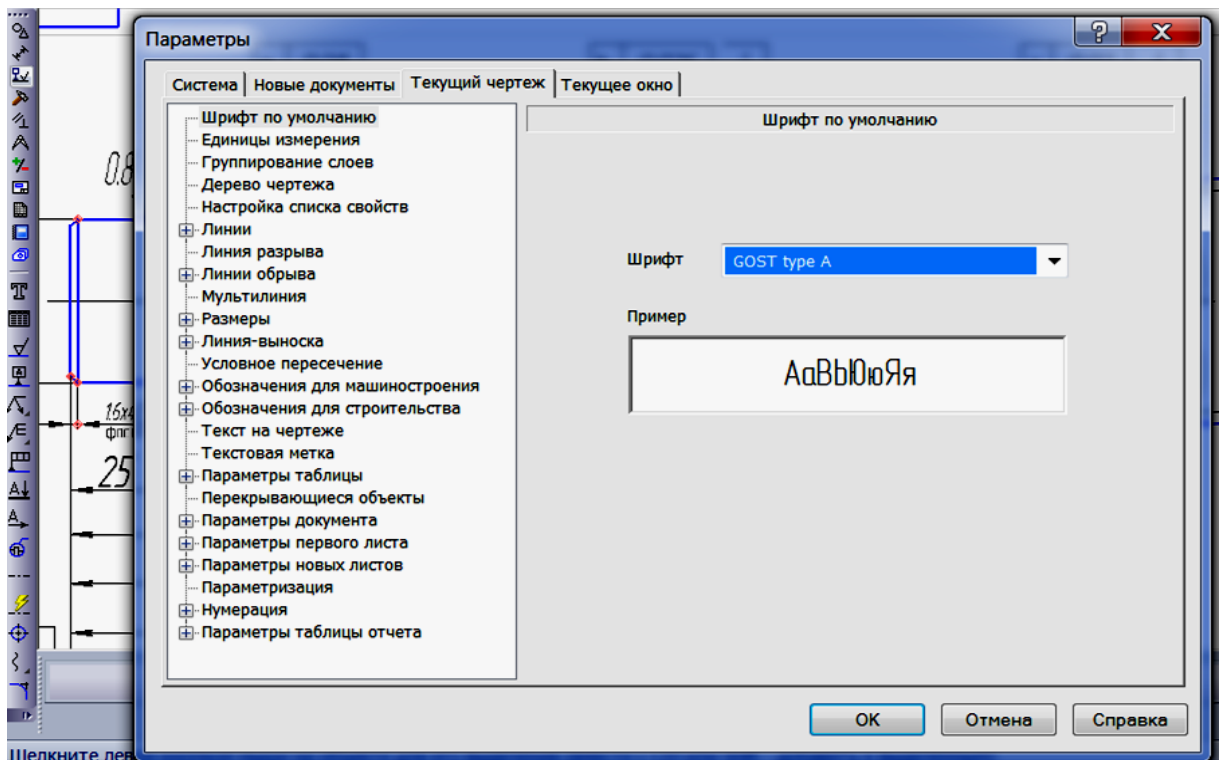 Параметры
Система
Новые документы
Текущий чертеж
Текущее окно
Шрифт по умолчанию
Единицы измерения
Группирование слоев
Дерево чертежа
Настройка списка свойств
Линии
Линия разрыва
Линии обрыва
Мультилиния
Размеры
Линия-выноска
Условное пересечение
Обозначения для машиностроения
Обозначения для строительства
Текст на чертеже
Текстовая метка
Параметры таблицы
Перекрывающиеся объекты
Параметры документа
Параметры первого листа
Параметры новых листов
Параметризация
Нумерация
Параметры таблицы отчета
Шрифт по умолчанию
Шрифт
GOST type A
Пример
АаВЫЮюЯя
OK
Отмена
Справка
0.8
25
Щелкните